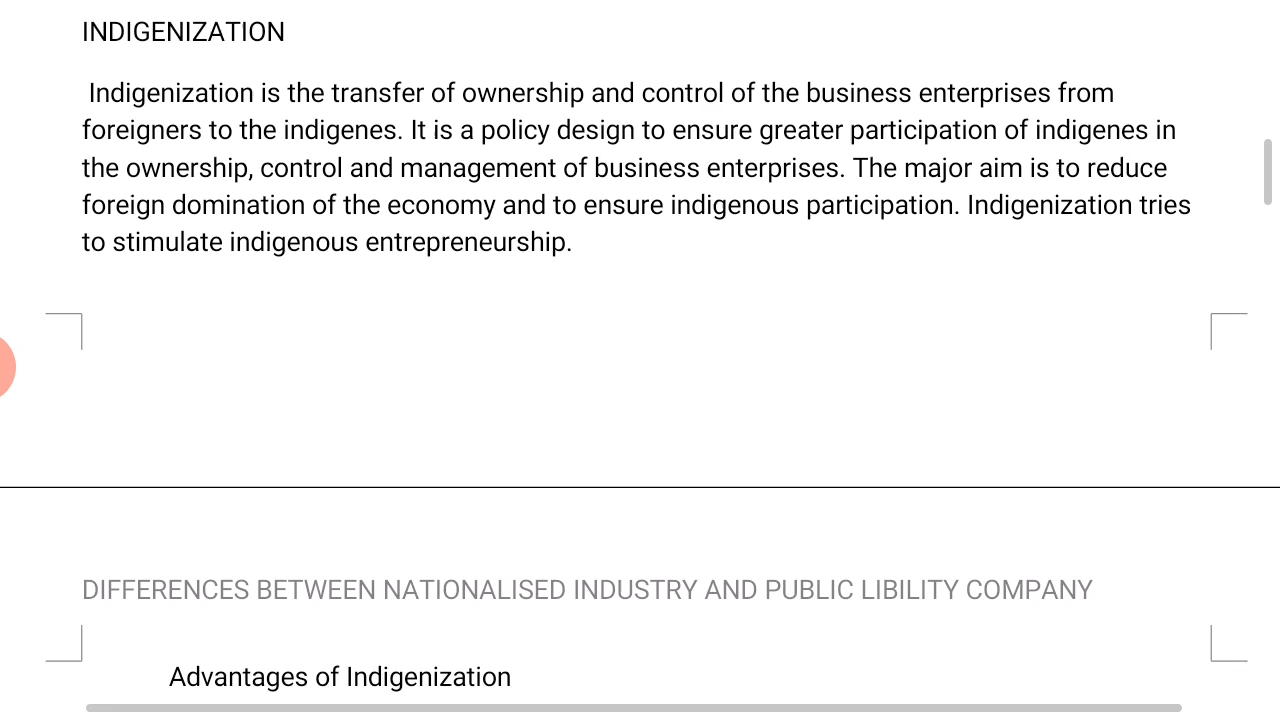 INDIGENIZATION
Indigenization is the transfer of ownership and control of the business enterprises from
foreigners to the indigenes. It is a policy design to ensure greater participation of indigenes in
the ownership, control and management of business enterprises. The major aim is to reduce
foreign domination of the economy and to ensure indigenous participation. Indigenization tries
to stimulate indigenous entrepreneurship.
DIFFERENCES BETWEEN NATIONALISED INDUSTRY AND PUBLIC LIBILITY COMPANY
Advantages of Indigenization